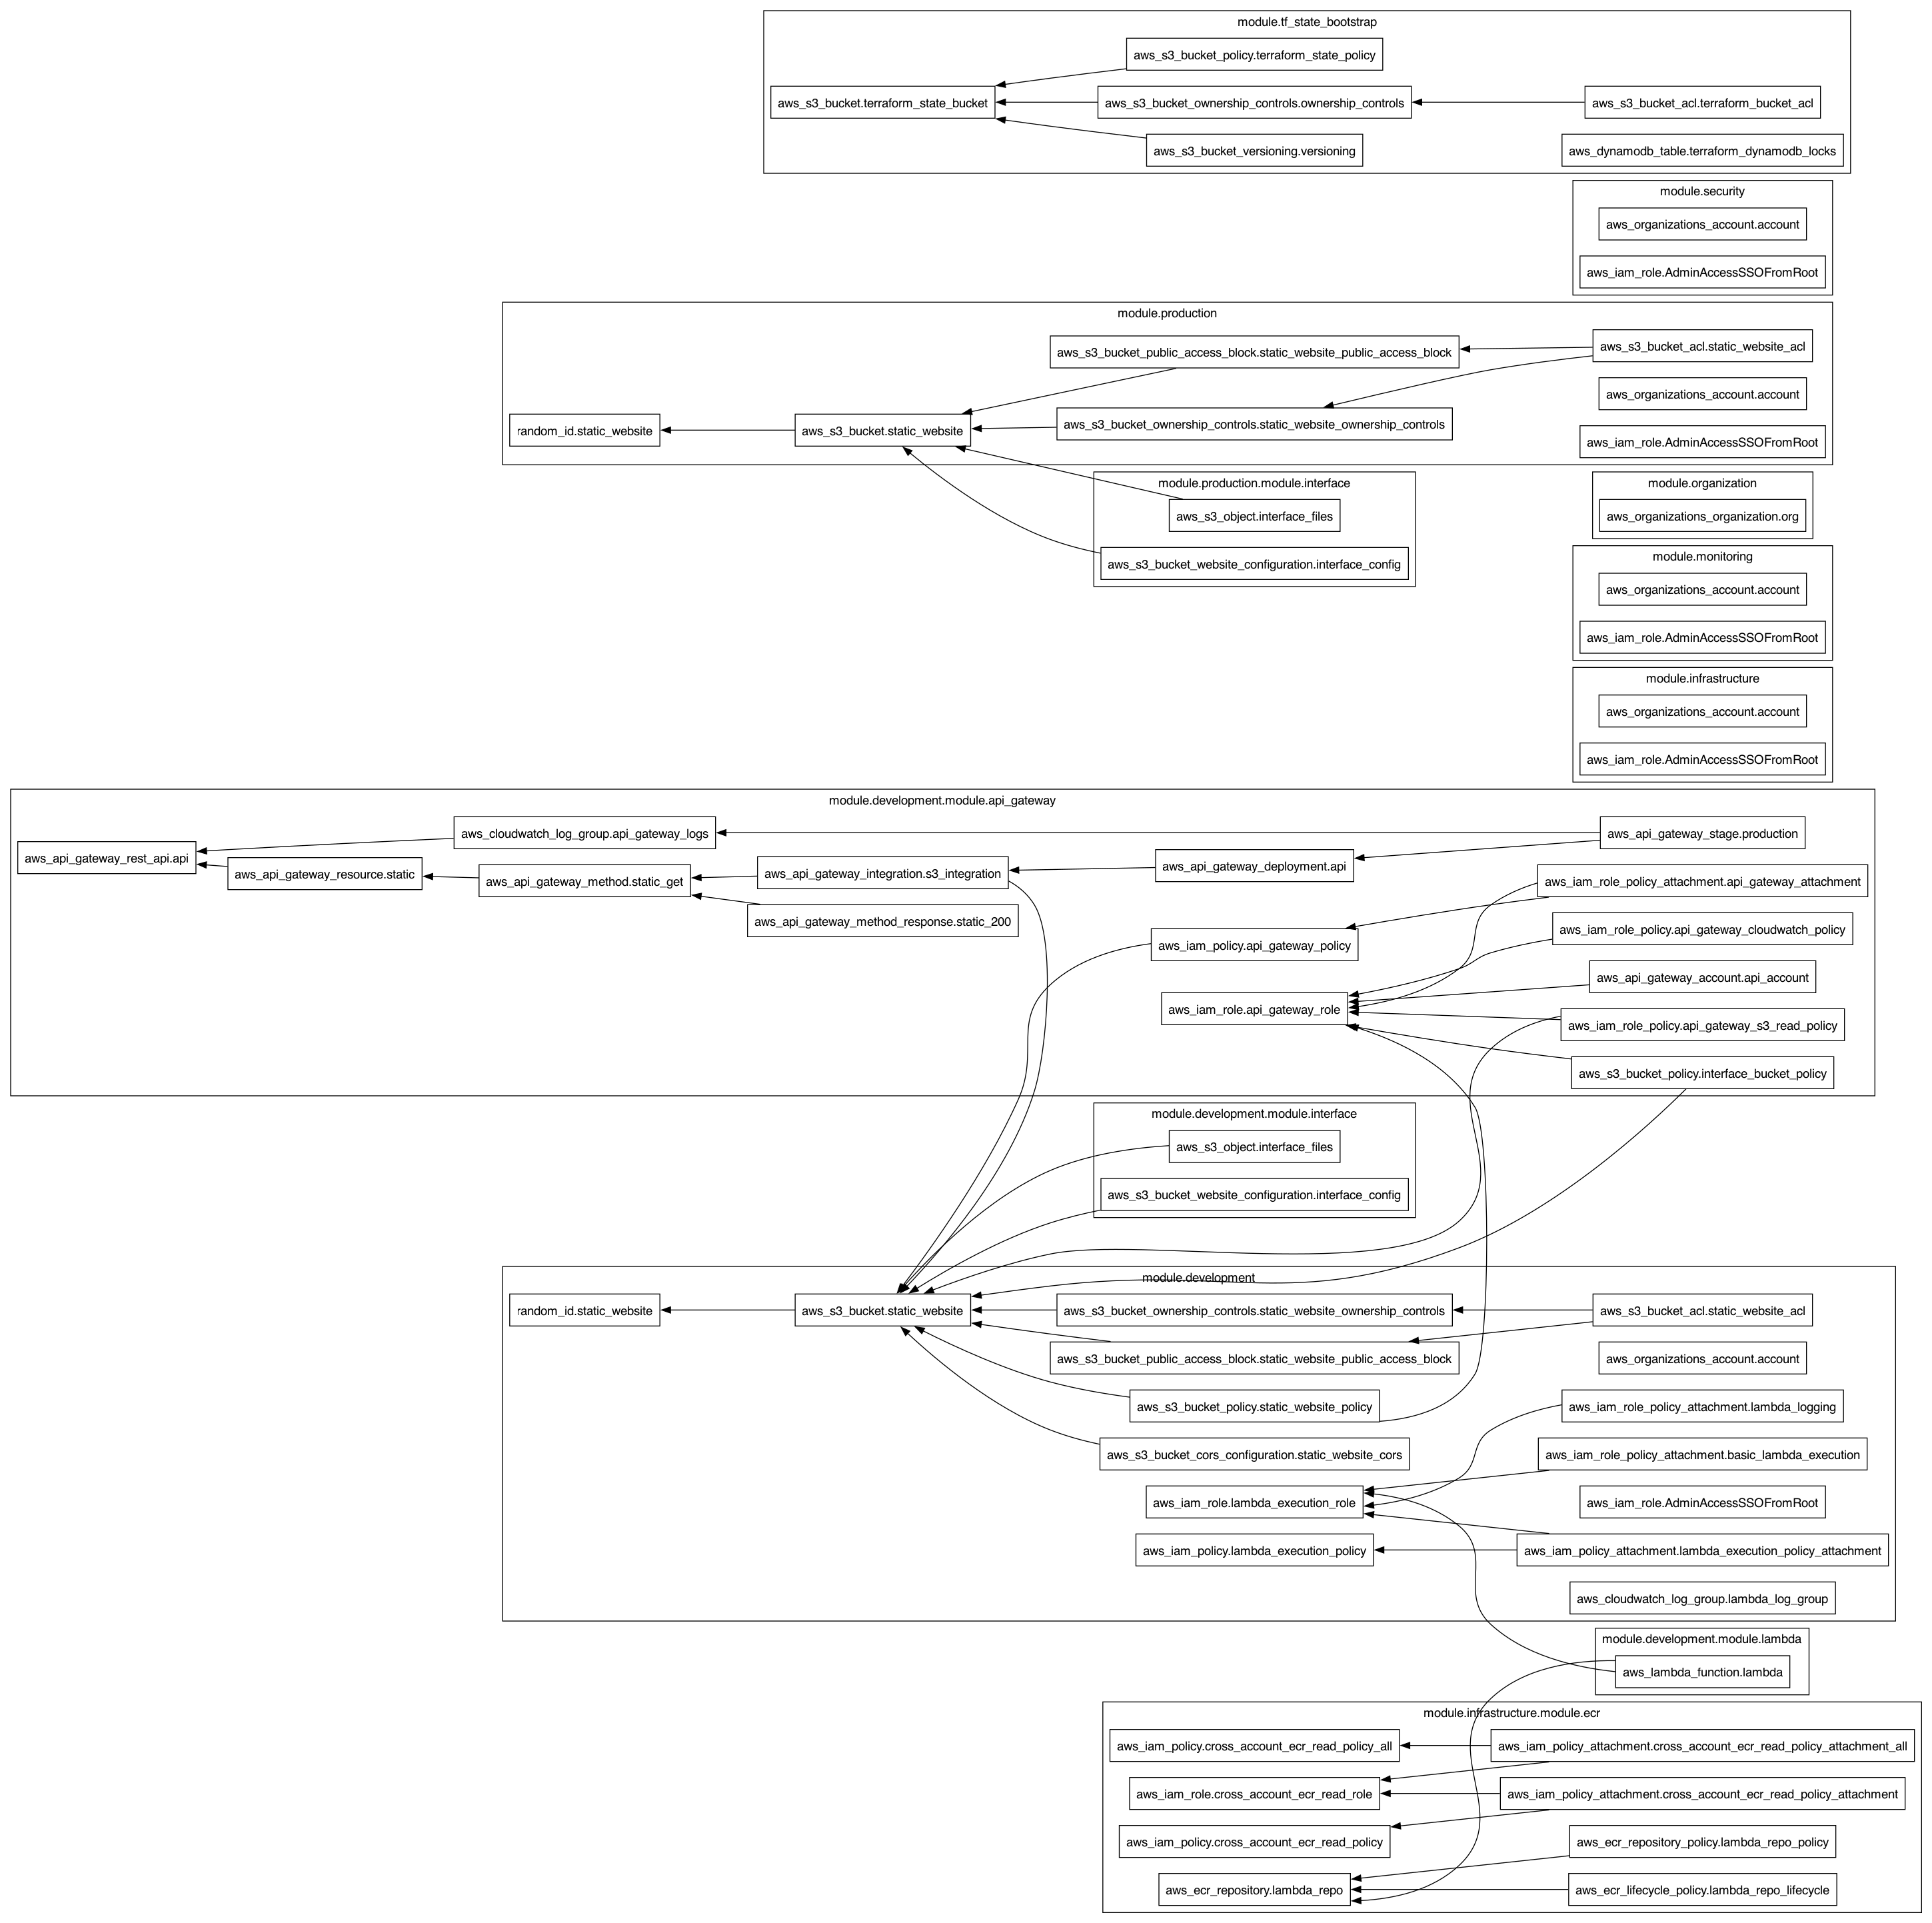 module.tf_state_bootstrap
aws_s3_bucket_policy.terraform_state_policy
aws_s3_bucket.terraform_state_bucket
aws_s3_bucket_ownership_controls.ownership_controls
aws_s3_bucket_acl.terraform_bucket_acl
aws_s3_bucket_versioning.versioning
aws_dynamodb_table.terraform_dynamodb_locks
module.security
aws_organizations_account.account
aws_iam_role.AdminAccessSSOFromRoot
module.production
aws_s3_bucket_public_access_block.static_website_public_access_block
aws_s3_bucket_acl.static_website_acl
aws_organizations_account.account
random_id.static_website
aws_s3_bucket.static_website
aws_s3_bucket_ownership_controls.static_website_ownership_controls
aws_iam_role.AdminAccessSSOFromRoot
module.production.module.interface
aws_s3_object.interface_files
aws_s3_bucket_website_configuration.interface_config
module.organization
aws_organizations_organization.org
module.monitoring
aws_organizations_account.account
aws_iam_role.AdminAccessSSOFromRoot
module.infrastructure
aws_organizations_account.account
aws_iam_role.AdminAccessSSOFromRoot
module.development.module.api_gateway
aws_cloudwatch_log_group.api_gateway_logs
aws_api_gateway_stage.production
aws_api_gateway_rest_api.api
aws_api_gateway_resource.static
aws_api_gateway_method.static_get
aws_api_gateway_integration.s3_integration
aws_api_gateway_deployment.api
aws_iam_role_policy_attachment.api_gateway_attachment
aws_api_gateway_method_response.static_200
aws_iam_role_policy.api_gateway_cloudwatch_policy
aws_iam_policy.api_gateway_policy
aws_api_gateway_account.api_account
aws_iam_role.api_gateway_role
aws_iam_role_policy.api_gateway_s3_read_policy
aws_s3_bucket_policy.interface_bucket_policy
module.development.module.interface
aws_s3_object.interface_files
aws_s3_bucket_website_configuration.interface_config
module.development
random_id.static_website
aws_s3_bucket.static_website
aws_s3_bucket_ownership_controls.static_website_ownership_controls
aws_s3_bucket_acl.static_website_acl
aws_s3_bucket_public_access_block.static_website_public_access_block
aws_organizations_account.account
aws_s3_bucket_policy.static_website_policy
aws_iam_role_policy_attachment.lambda_logging
aws_s3_bucket_cors_configuration.static_website_cors
aws_iam_role_policy_attachment.basic_lambda_execution
aws_iam_role.lambda_execution_role
aws_iam_role.AdminAccessSSOFromRoot
aws_iam_policy.lambda_execution_policy
aws_iam_policy_attachment.lambda_execution_policy_attachment
aws_cloudwatch_log_group.lambda_log_group
module.development.module.lambda
aws_lambda_function.lambda
module.infrastructure.module.ecr
aws_iam_policy.cross_account_ecr_read_policy_all
aws_iam_policy_attachment.cross_account_ecr_read_policy_attachment_all
aws_iam_role.cross_account_ecr_read_role
aws_iam_policy_attachment.cross_account_ecr_read_policy_attachment
aws_iam_policy.cross_account_ecr_read_policy
aws_ecr_repository_policy.lambda_repo_policy
aws_ecr_repository.lambda_repo
aws_ecr_lifecycle_policy.lambda_repo_lifecycle